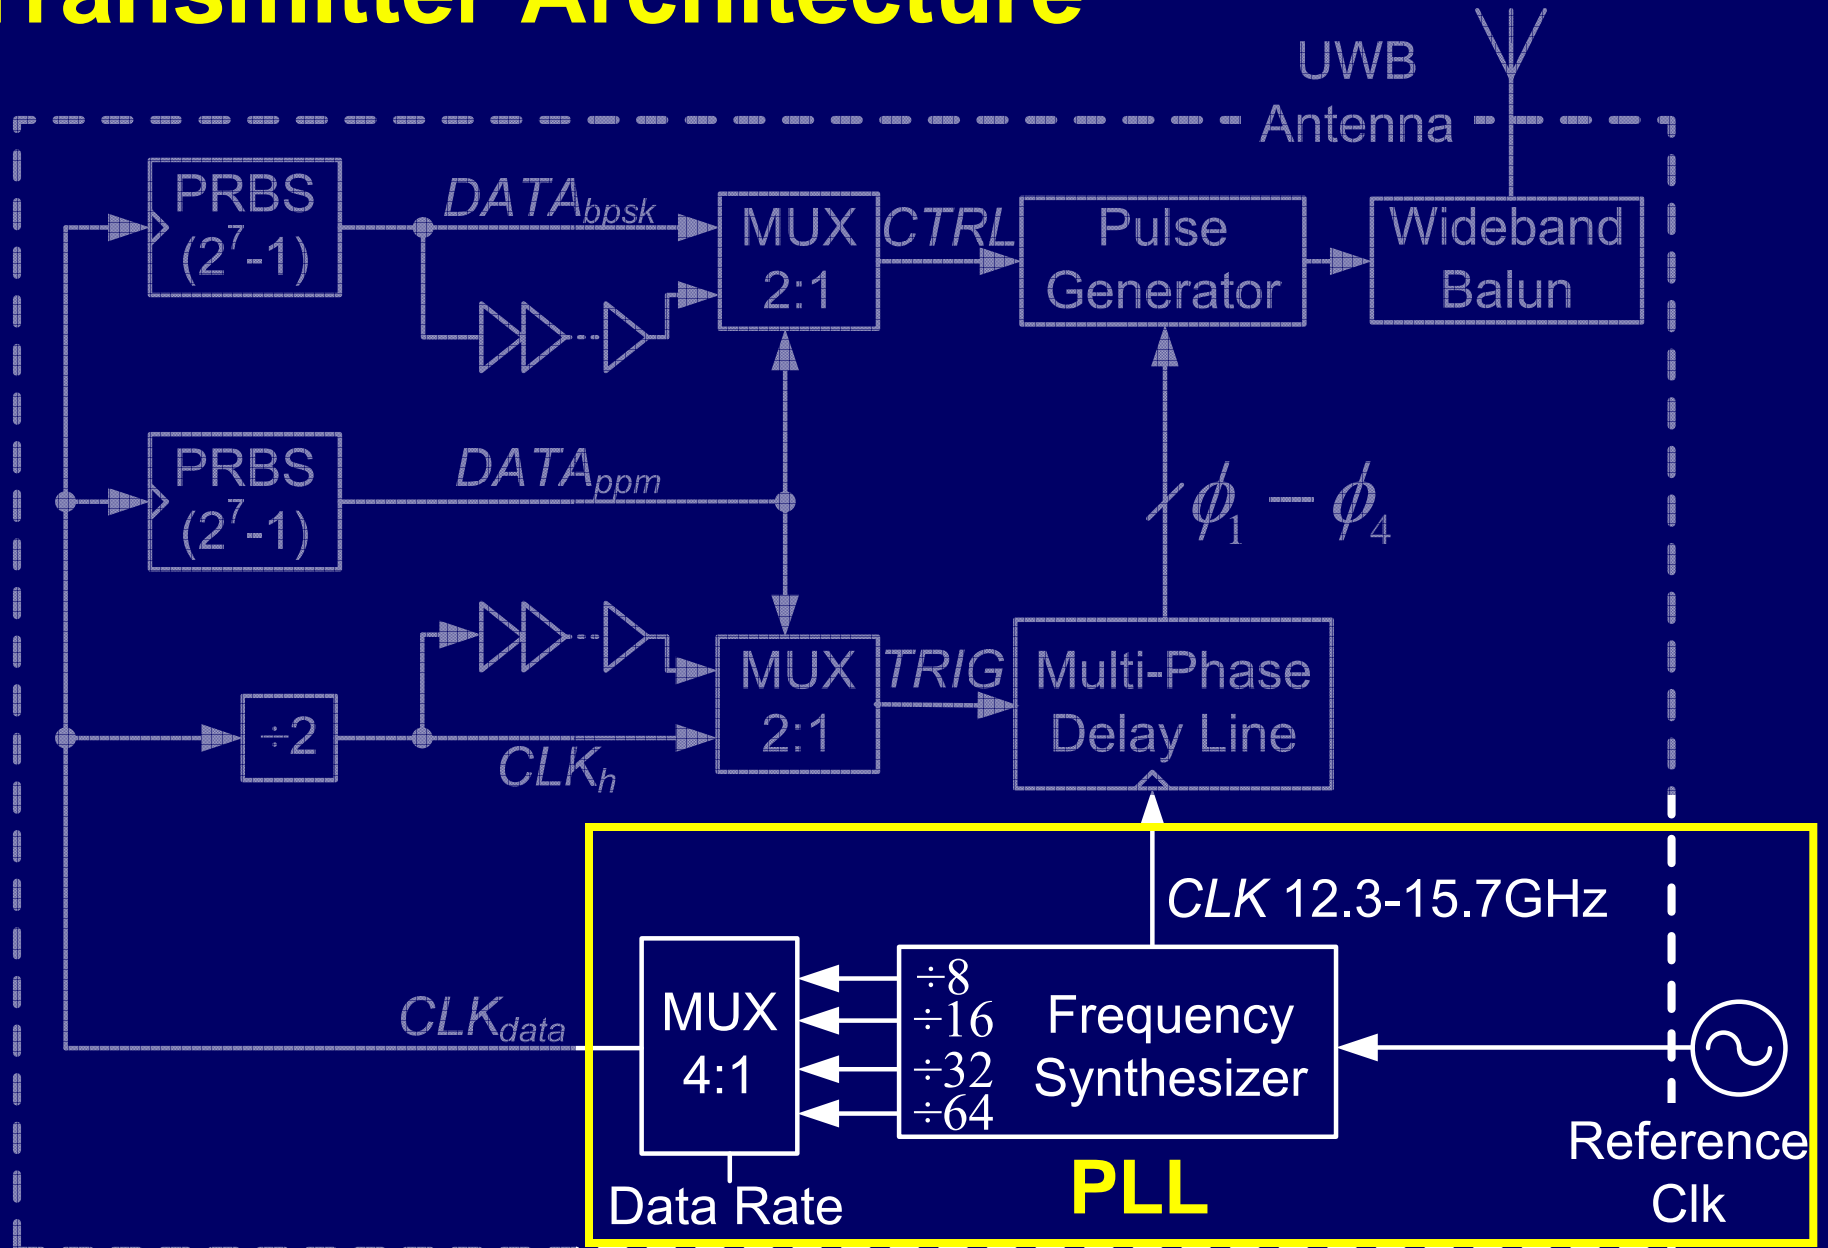 Transmitter Architecture
UWB
Antenna
PRBS
(2⁷-1)
DATAbpsk
MUX
2:1
CTRL
Pulse
Generator
Wideband
Balun
PRBS
(2⁷-1)
DATAppm
ϕ₁ − ϕ₄
÷2
CLKh
MUX
2:1
TRIG
Multi-Phase
Delay Line
CLK 12.3-15.7GHz
CLKdata
MUX
4:1
÷8
÷16
÷32
÷64
Frequency
Synthesizer
Reference
Clk
Data Rate
PLL